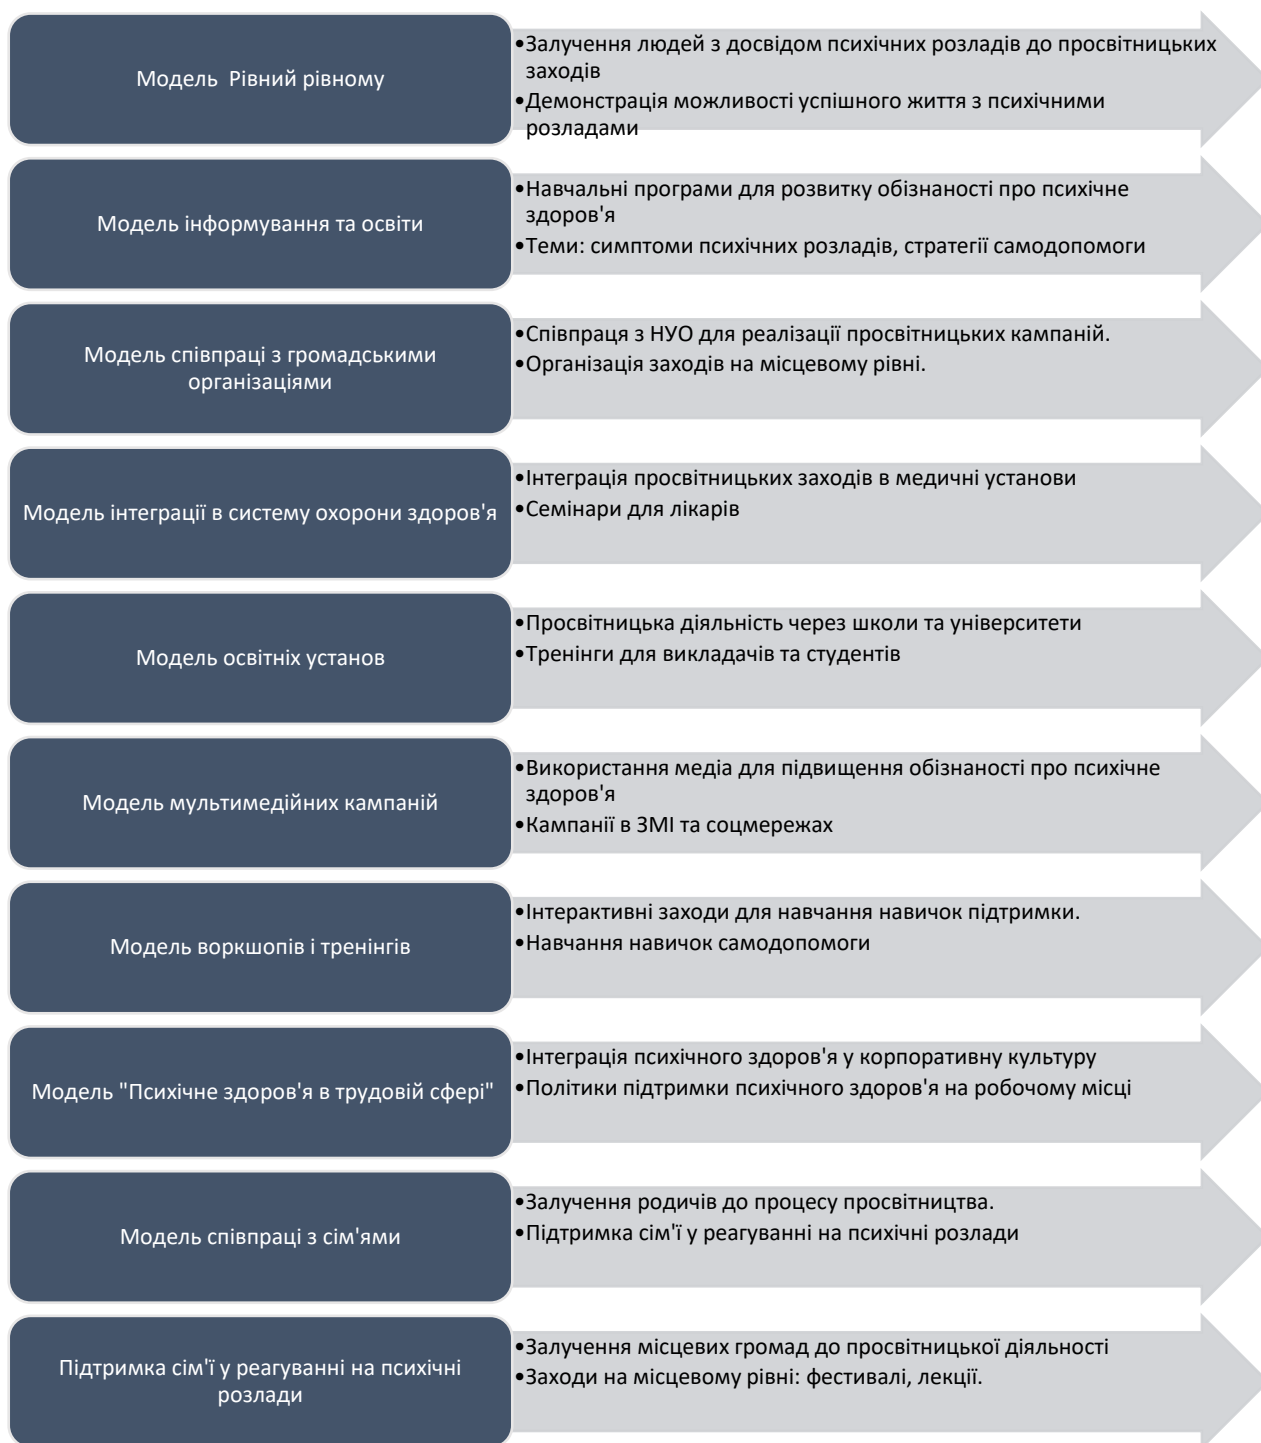 Модель  Рівний рівному
•Залучення людей з досвідом психічних розладів до просвітницьких
заходів
•Демонстрація можливості успішного життя з психічними
розладами
Модель інформування та освіти
•Навчальні програми для розвитку обізнаності про психічне
здоров'я
•Теми: симптоми психічних розладів, стратегії самодопомоги
Модель співпраці з громадськими
організаціями
•Співпраця з НУО для реалізації просвітницьких кампаній.
•Організація заходів на місцевому рівні.
Модель інтеграції в систему охорони здоров'я
•Інтеграція просвітницьких заходів в медичні установи
•Семінари для лікарів
Модель освітніх установ
•Просвітницька діяльність через школи та університети
•Тренінги для викладачів та студентів
Модель мультимедійних кампаній
•Використання медіа для підвищення обізнаності про психічне
здоров'я
•Кампанії в ЗМІ та соцмережах
Модель воркшопів і тренінгів
•Інтерактивні заходи для навчання навичок підтримки.
•Навчання навичок самодопомоги
Модель "Психічне здоров'я в трудовій сфері"
•Інтеграція психічного здоров'я у корпоративну культуру
•Політики підтримки психічного здоров'я на робочому місці
Модель співпраці з сім'ями
•Залучення родичів до процесу просвітництва.
•Підтримка сім'ї у реагуванні на психічні розлади
Підтримка сім'ї у реагуванні на психічні
розлади
•Залучення місцевих громад до просвітницької діяльності
•Заходи на місцевому рівні: фестивалі, лекції.